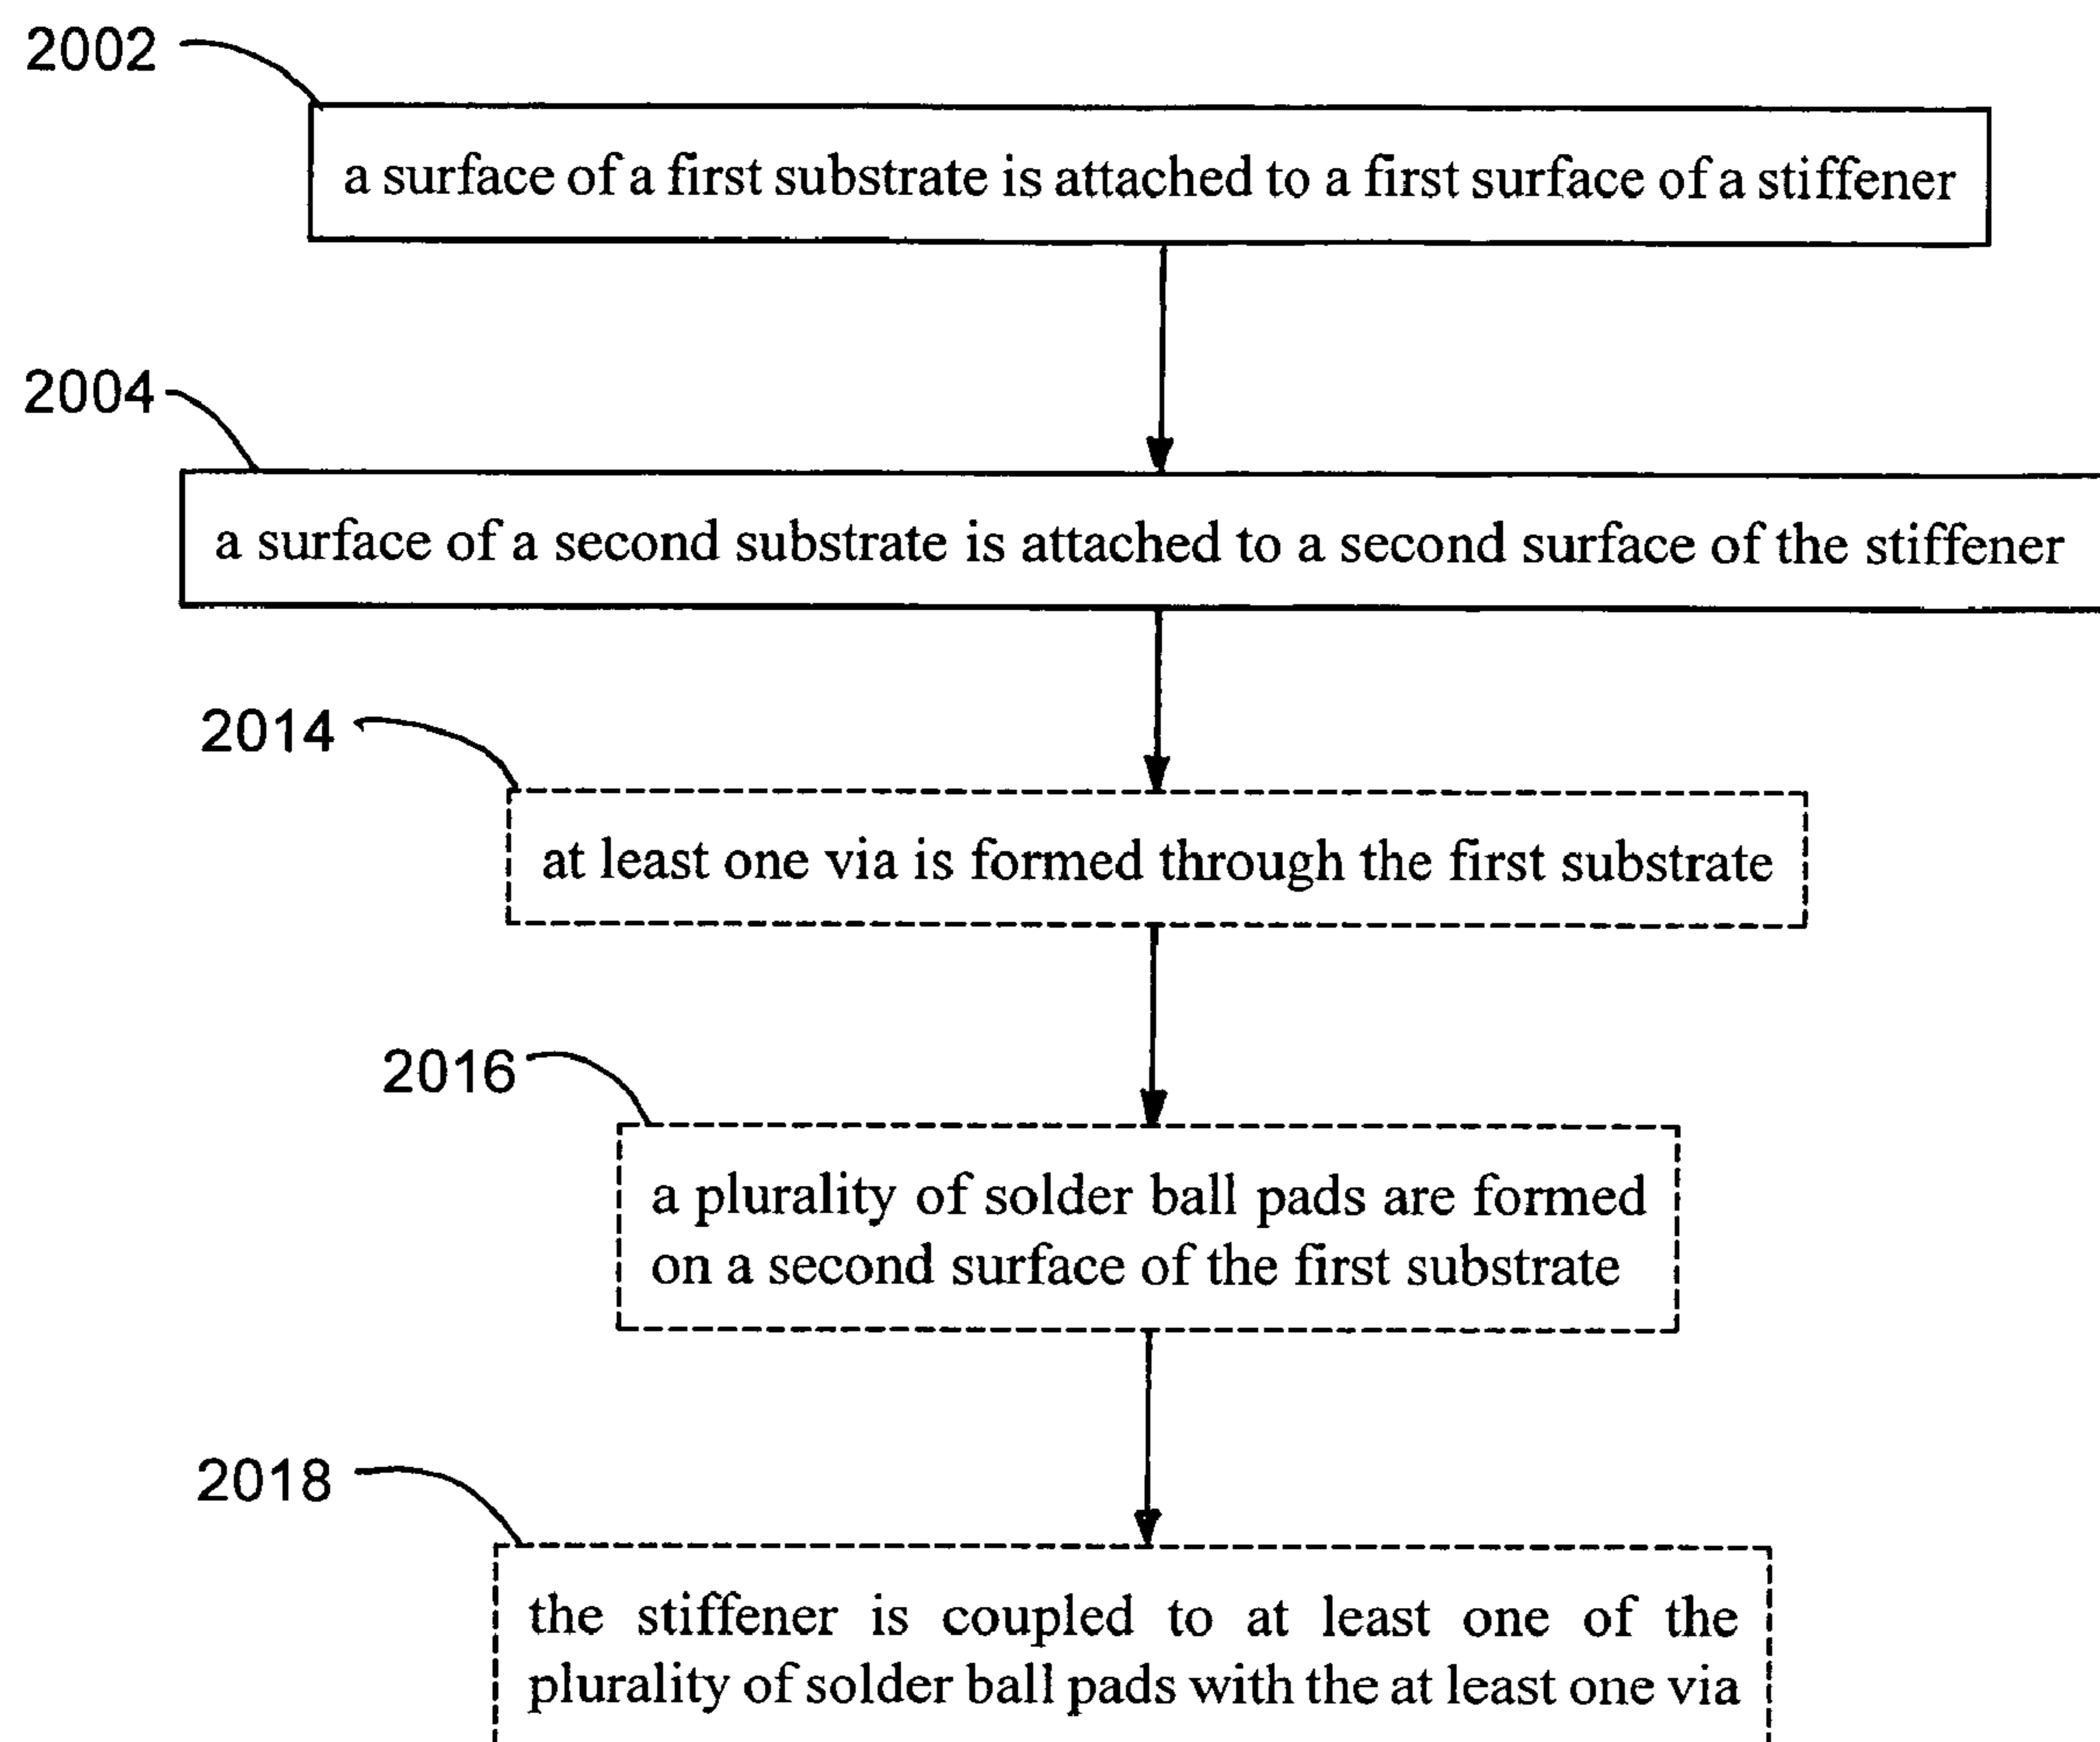 2002
a surface of a first substrate is attached to a first surface of a stiffener
2004
a surface of a second substrate is attached to a second surface of the stiffener
2014
at least one via is formed through the first substrate
2016
a plurality of solder ball pads are formed
on a second surface of the first substrate
2018
the stiffener is coupled to at least one of the
plurality of solder ball pads with the at least one via